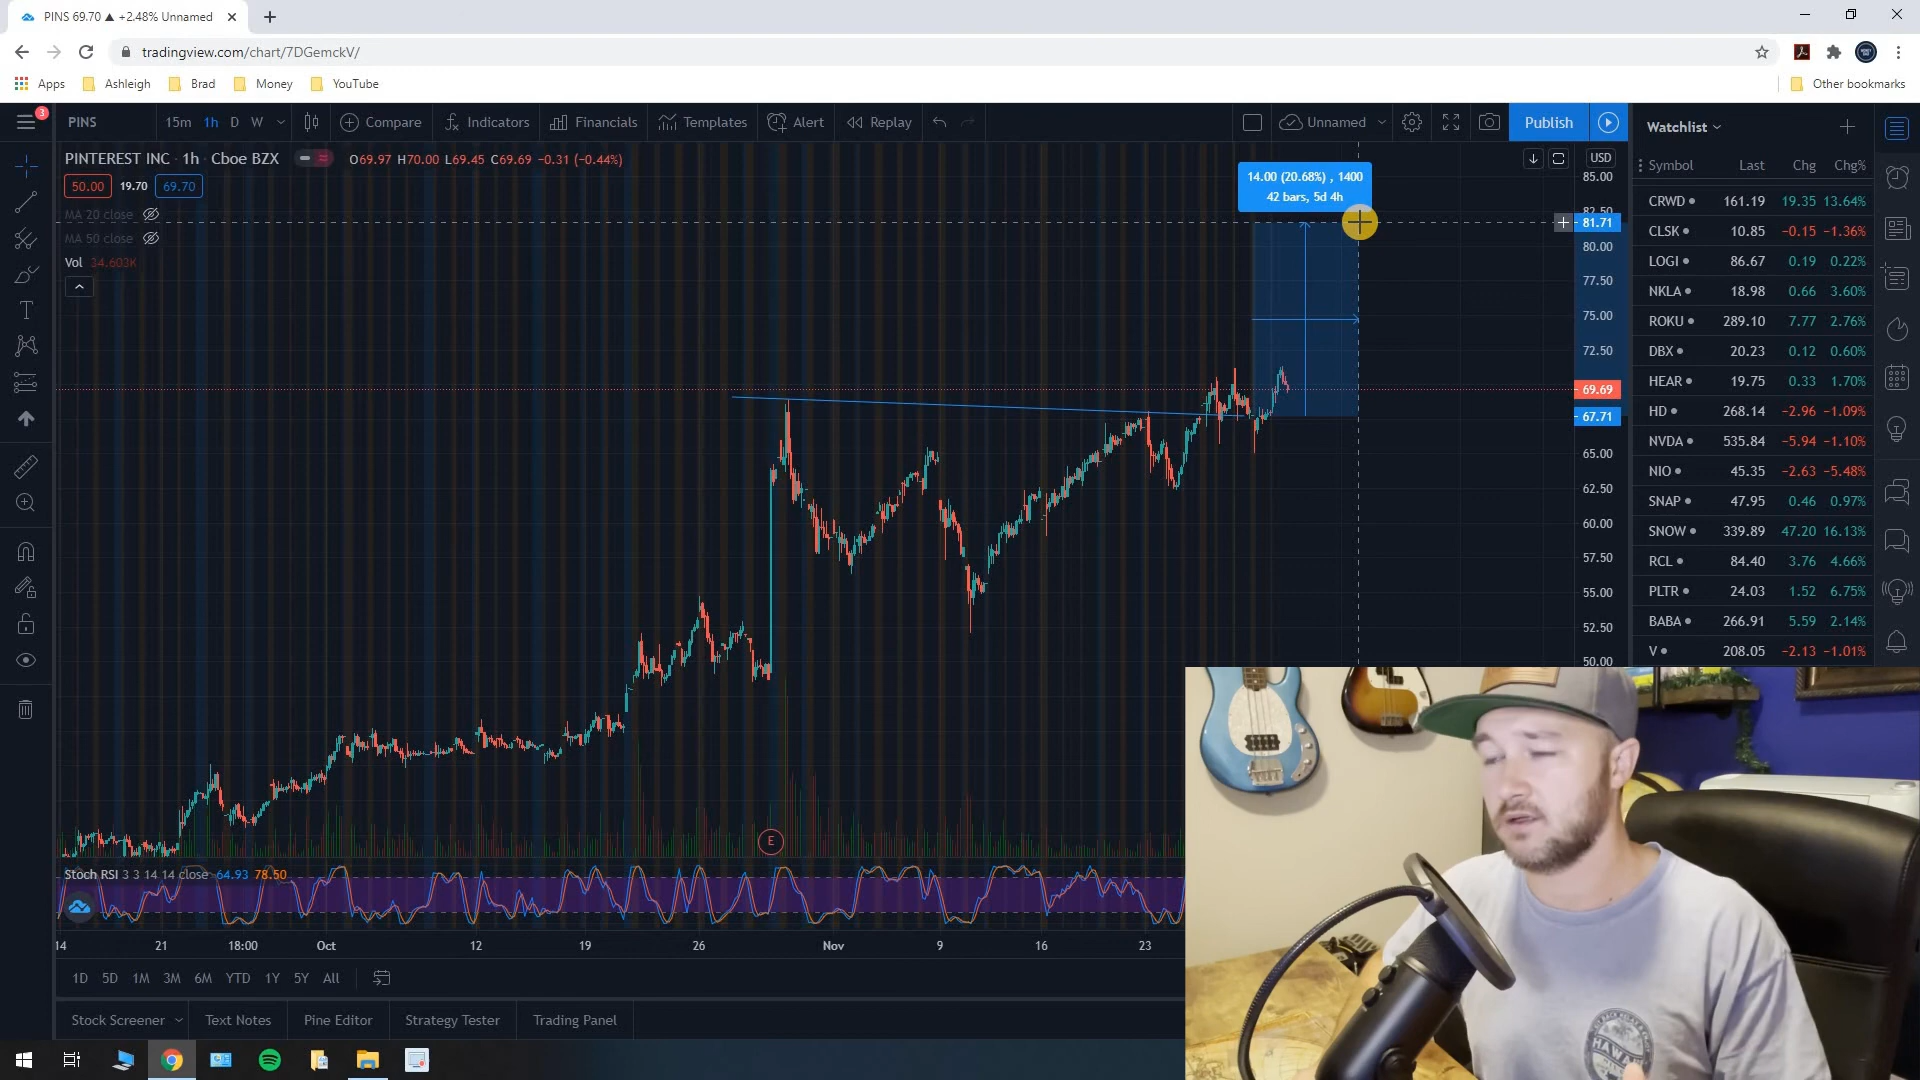 PINS 69.70 ▲ +2.48% Unnamed
tradingview.com/chart/7DGemckV/
Apps Ashleigh Brad Money YouTube Other bookmarks
3
PINS 15m 1h D W Compare Indicators Financials Templates Alert Replay Unnamed Publish
PINTEREST INC · 1h · Cboe BZX O69.97 H70.00 L69.45 C69.69 −0.31 (−0.44%)
50.00 19.70 69.70
MA 20 close
MA 50 close
Vol 34.603K
14.00 (20.68%) , 1400
42 bars, 5d 4h
USD
85.00
82.50
81.71
80.00
77.50
75.00
72.50
69.69
67.71
65.00
62.50
60.00
57.50
55.00
52.50
50.00
E
Stoch RSI 3 3 14 14 close 64.93 78.50
14 21 18:00 Oct 12 19 26 Nov 9 16 23
1D 5D 1M 3M 6M YTD 1Y 5Y All
Stock Screener Text Notes Pine Editor Strategy Tester Trading Panel
Watchlist
Symbol Last Chg Chg%
CRWD 161.19 19.35 13.64%
CLSK 10.85 −0.15 −1.36%
LOGI 86.67 0.19 0.22%
NKLA 18.98 0.66 3.60%
ROKU 289.10 7.77 2.76%
DBX 20.23 0.12 0.60%
HEAR 19.75 0.33 1.70%
HD 268.14 −2.96 −1.09%
NVDA 535.84 −5.94 −1.10%
NIO 45.35 −2.63 −5.48%
SNAP 47.95 0.46 0.97%
SNOW 339.89 47.20 16.13%
RCL 84.40 3.76 4.66%
PLTR 24.03 1.52 6.75%
BABA 266.91 5.59 2.14%
V 208.05 −2.13 −1.01%
HAWAII